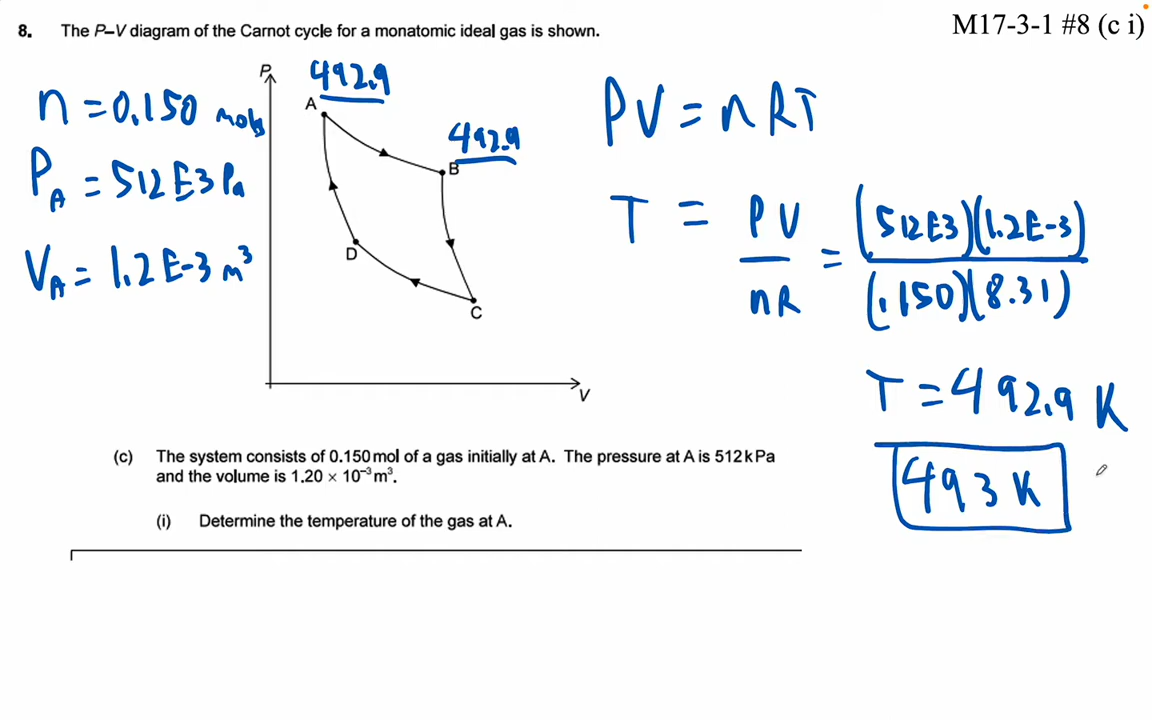 M17-3-1 #8 (c i)
8. The P–V diagram of the Carnot cycle for a monatomic ideal gas is shown.
n = 0.150 mols
P_A = 512E3 Pa
V_A = 1.2E-3 m³
P
492.9
A
492.9
B
D
C
V
PV = nRT
T = PV / nR = (512E3)(1.2E-3) / (.150)(8.31)
T = 492.9 K
493 K
(c) The system consists of 0.150 mol of a gas initially at A. The pressure at A is 512 k Pa
and the volume is 1.20 × 10⁻³ m³.
(i) Determine the temperature of the gas at A.